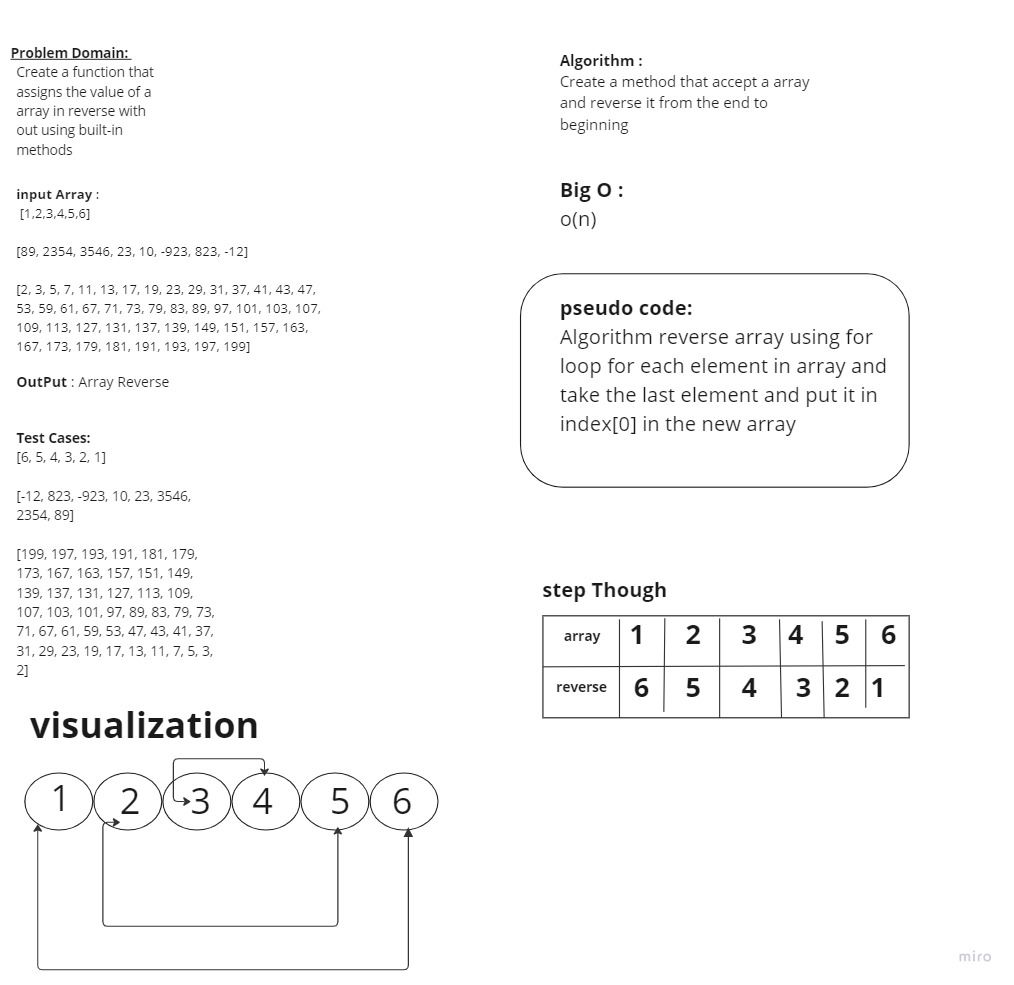 Problem Domain:
Create a function that
assigns the value of a
array in reverse with
out using built-in
methods
input Array :
[1,2,3,4,5,6]
[89, 2354, 3546, 23, 10, -923, 823, -12]
[2, 3, 5, 7, 11, 13, 17, 19, 23, 29, 31, 37, 41, 43, 47,
53, 59, 61, 67, 71, 73, 79, 83, 89, 97, 101, 103, 107,
109, 113, 127, 131, 137, 139, 149, 151, 157, 163,
167, 173, 179, 181, 191, 193, 197, 199]
OutPut : Array Reverse
Test Cases:
[6, 5, 4, 3, 2, 1]
[-12, 823, -923, 10, 23, 3546,
2354, 89]
[199, 197, 193, 191, 181, 179,
173, 167, 163, 157, 151, 149,
139, 137, 131, 127, 113, 109,
107, 103, 101, 97, 89, 83, 79, 73,
71, 67, 61, 59, 53, 47, 43, 41, 37,
31, 29, 23, 19, 17, 13, 11, 7, 5, 3,
2]
visualization
1 2 3 4 5 6
Algorithm :
Create a method that accept a array
and reverse it from the end to
beginning
Big O :
o(n)
pseudo code:
Algorithm reverse array using for
loop for each element in array and
take the last element and put it in
index[0] in the new array
step Though
array 1 2 3 4 5 6
reverse 6 5 4 3 2 1
miro